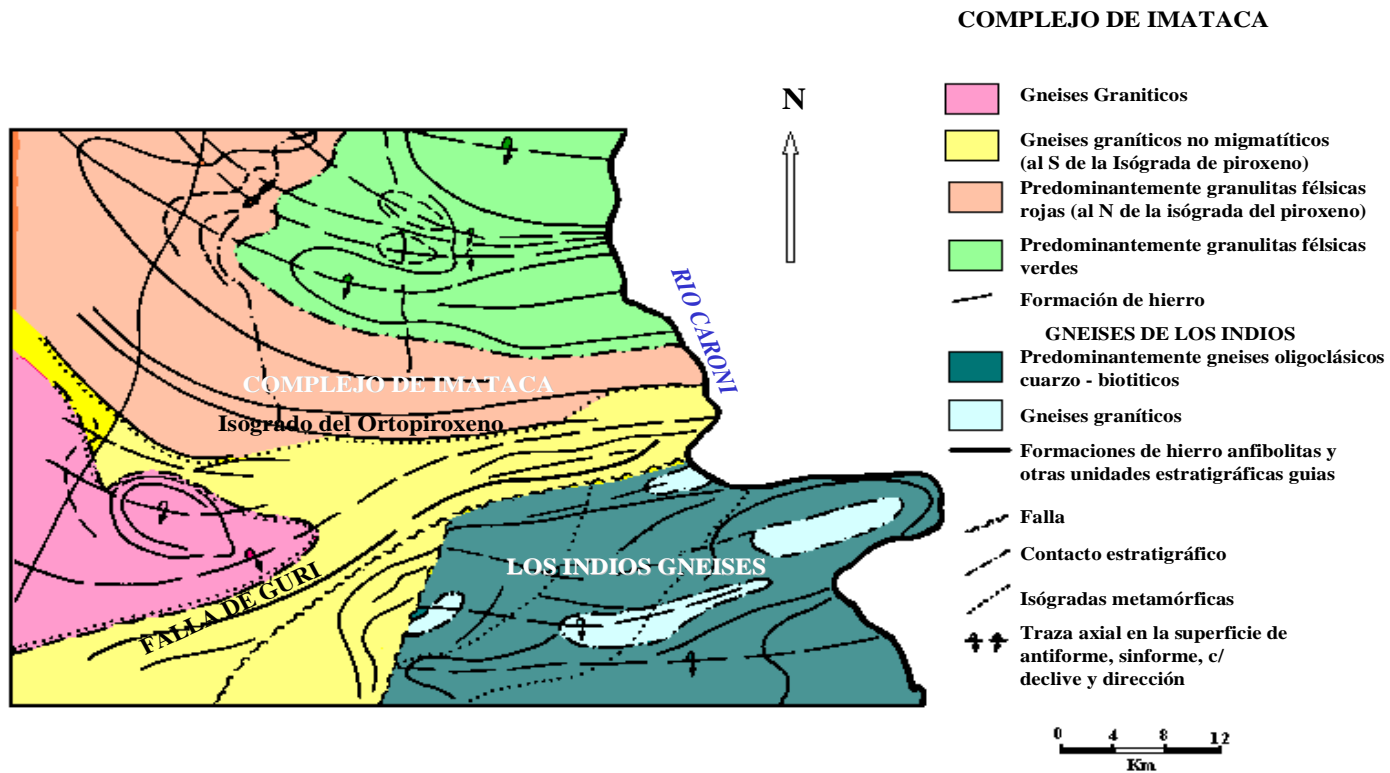 COMPLEJO DE IMATACA
N
Gneises Graniticos
Gneises graníticos no migmatíticos
(al S de la Isógrada de piroxeno)
Predominantemente granulitas félsicas
rojas (al N de la isógrada del piroxeno)
Predominantemente granulitas félsicas
verdes
Formación de hierro
GNEISES DE LOS INDIOS
Predominantemente gneises oligoclásicos
cuarzo - biotiticos
Gneises graníticos
Formaciones de hierro anfibolitas y
otras unidades estratigráficas guias
Falla
Contacto estratigráfico
Isógradas metamórficas
Traza axial en la superficie de
antiforme, sinforme, c/
declive y dirección
RIO CARONI
COMPLEJO DE IMATACA
Isogrado del Ortopiroxeno
LOS INDIOS GNEISES
FALLA DE GURI
0 4 8 12
Km